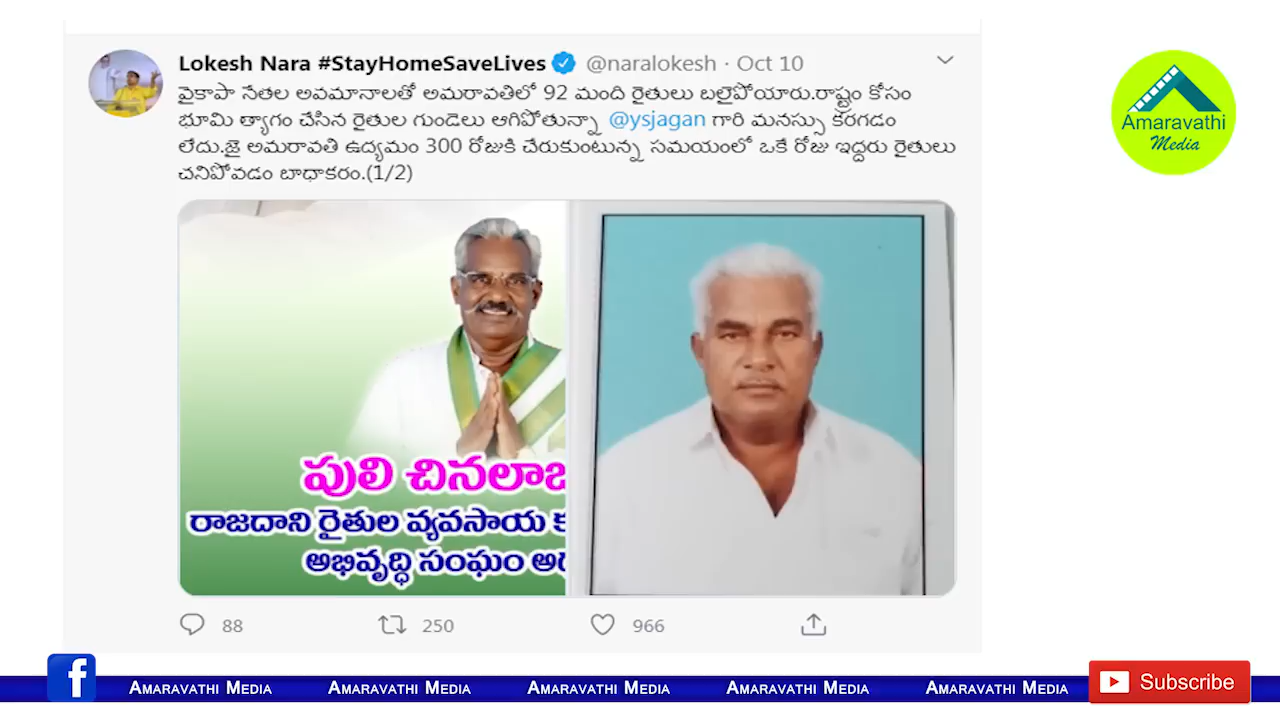 Lokesh Nara #StayHomeSaveLives @naralokesh · Oct 10
వైకాపా నేతల అవమానాలతో అమరావతిలో 92 మంది రైతులు బలైపోయారు.రాష్ట్రం కోసం
భూమి త్యాగం చేసిన రైతుల గుండెలు ఆగిపోతున్నా @ysjagan గారి మనస్సు కరగడం
లేదు.జై అమరావతి ఉద్యమం 300 రోజుకి చేరుకుంటున్న సమయంలో ఒకే రోజు ఇద్దరు రైతులు
చనిపోవడం బాధాకరం.(1/2)
Amaravathi
Media
పులి చినలా
రాజదాని రైతుల వ్యవసాయ క
అభివృద్ధి సంఘం అ
88 250 966
f Amaravathi Media Amaravathi Media Amaravathi Media Amaravathi Media Amaravathi Media Subscribe